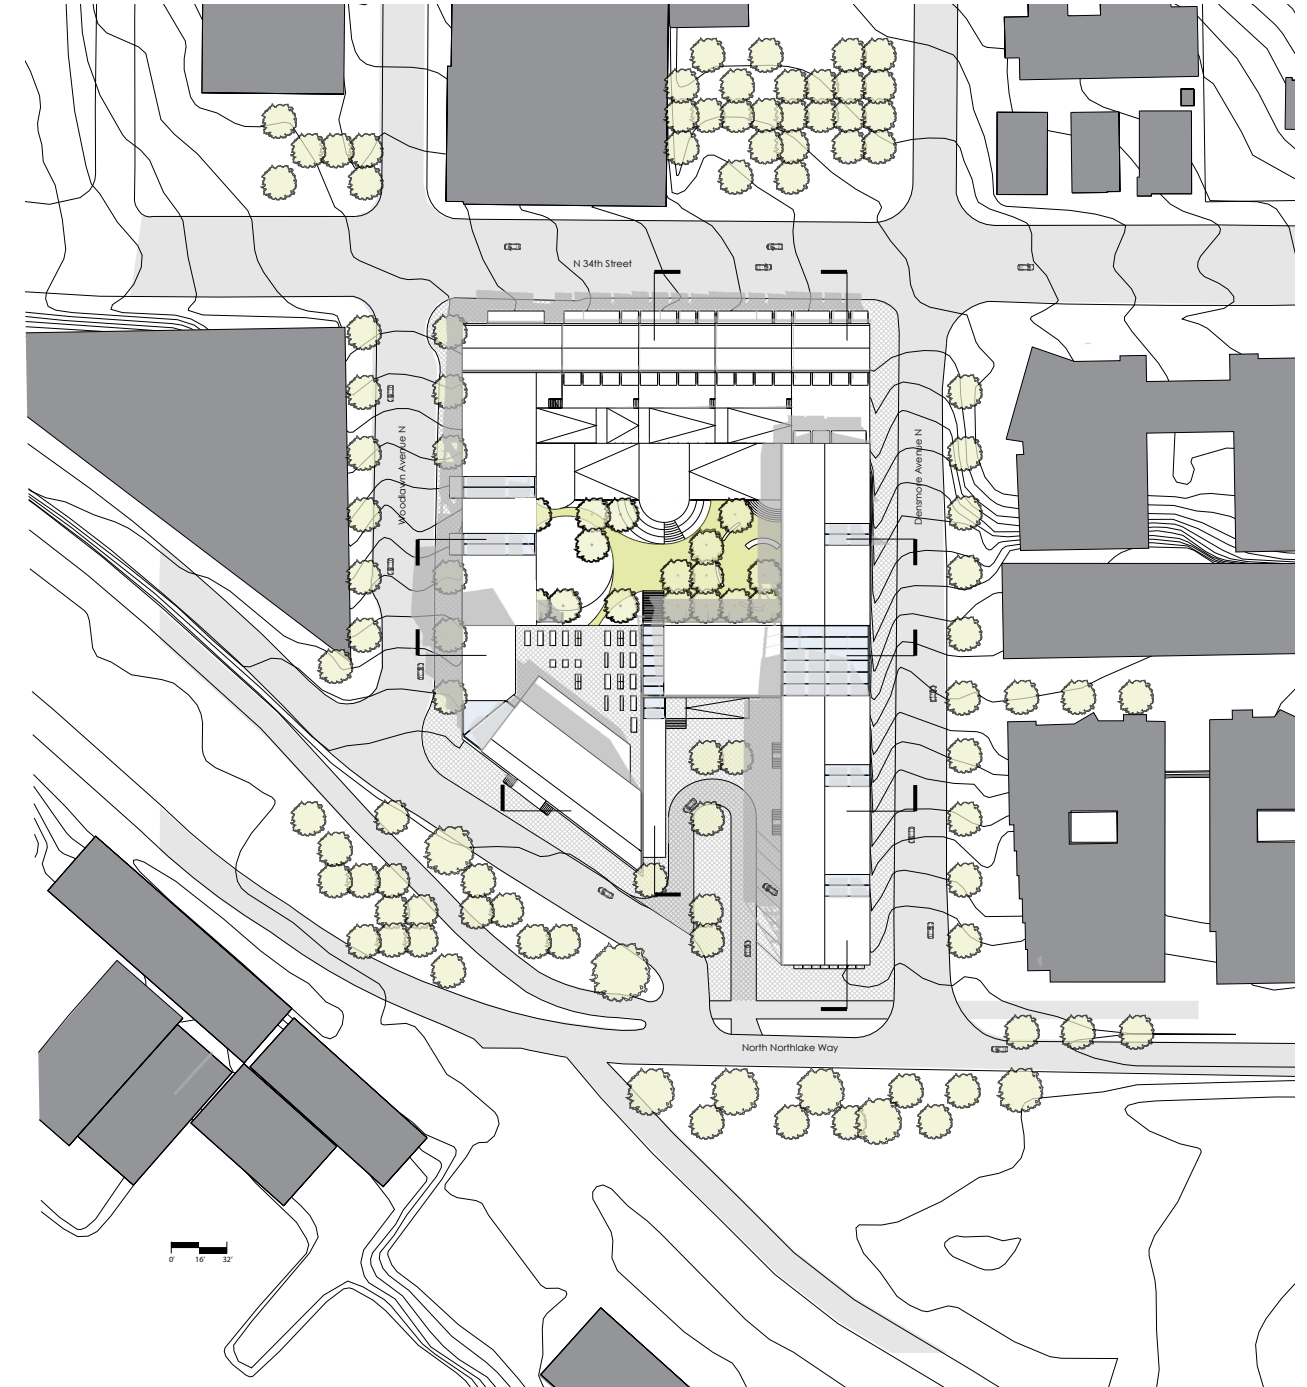 N 34th Street
Woodlawn Avenue N
Densmore Avenue N
North Northlake Way
0' 16' 32'